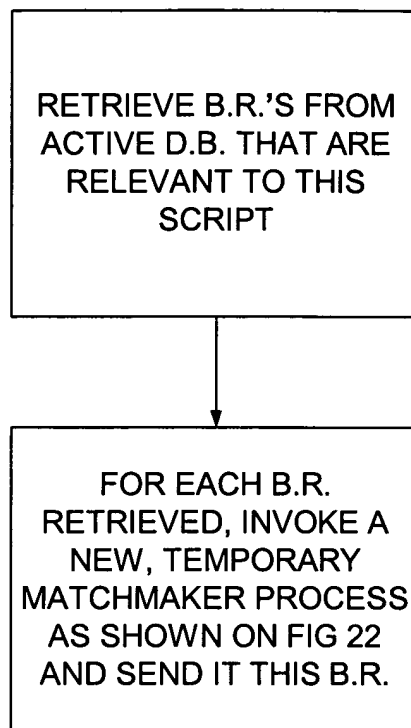 RETRIEVE B.R.'S FROM
ACTIVE D.B. THAT ARE
RELEVANT TO THIS
SCRIPT
FOR EACH B.R.
RETRIEVED, INVOKE A
NEW, TEMPORARY
MATCHMAKER PROCESS
AS SHOWN ON FIG 22
AND SEND IT THIS B.R.